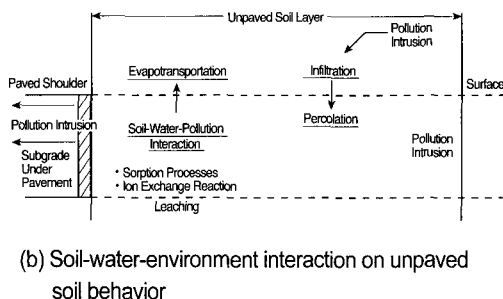 Unpaved Soil Layer
Pollution
Intrusion
Paved Shoulder
Evapotransportation
Infiltration
Surface
Pollution Intrusion
Soil-Water-Pollution
Interaction
Percolation
Pollution
Intrusion
Subgrade
Under
Pavement
• Sorption Processes
• Ion Exchange Reaction
Leaching
(b) Soil-water-environment interaction on unpaved
soil behavior